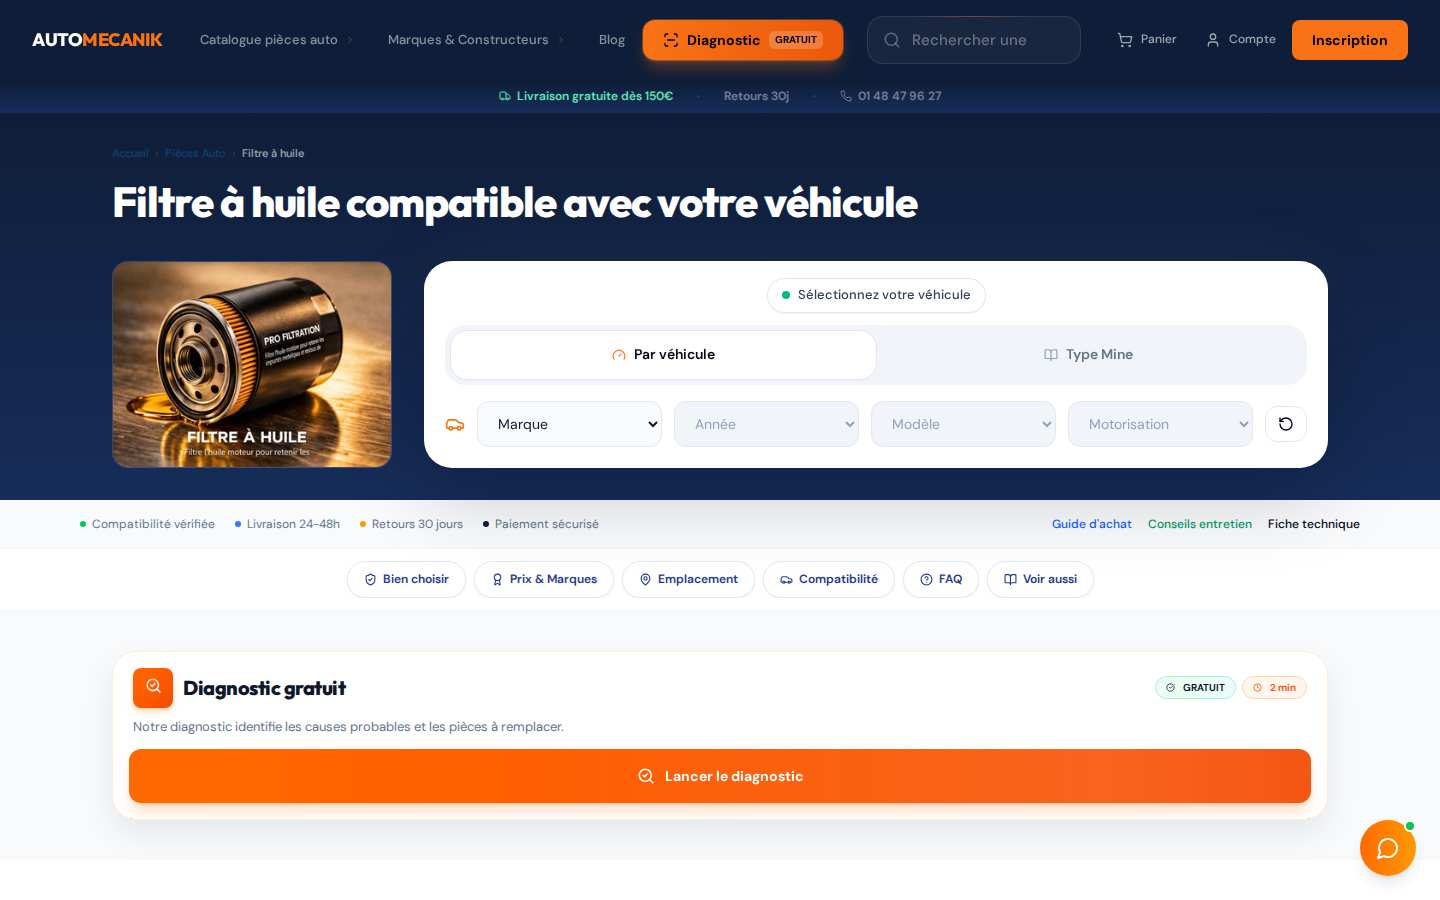 AUTOMECANIK
Catalogue pièces auto
Marques & Constructeurs
Blog
Diagnostic GRATUIT
Rechercher une
Panier
Compte
Inscription
Livraison gratuite dès 150€ · Retours 30j · 01 48 47 96 27
Accueil › Pièces Auto › Filtre à huile
Filtre à huile compatible avec votre véhicule
PRO FILTRATION
FILTRE À HUILE
Filtre l'huile moteur pour retenir les
Sélectionnez votre véhicule
Par véhicule
Type Mine
Marque
Année
Modèle
Motorisation
Compatibilité vérifiée
Livraison 24-48h
Retours 30 jours
Paiement sécurisé
Guide d'achat
Conseils entretien
Fiche technique
Bien choisir
Prix & Marques
Emplacement
Compatibilité
FAQ
Voir aussi
Diagnostic gratuit
GRATUIT
2 min
Notre diagnostic identifie les causes probables et les pièces à remplacer.
Lancer le diagnostic